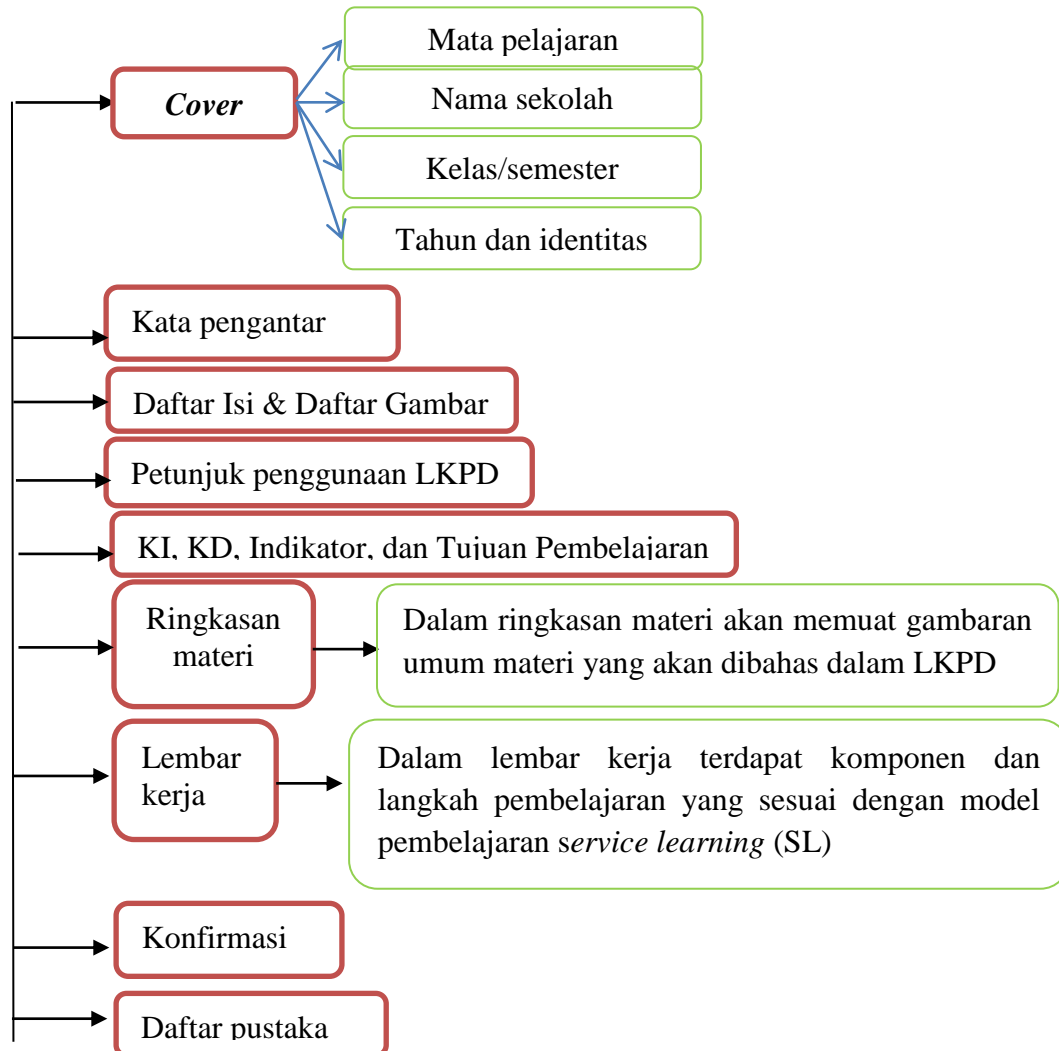 Mata pelajaran
Cover
Nama sekolah
Kelas/semester
Tahun dan identitas
Kata pengantar
Daftar Isi & Daftar Gambar
Petunjuk penggunaan LKPD
KI, KD, Indikator, dan Tujuan Pembelajaran
Ringkasan
materi
Dalam ringkasan materi akan memuat gambaran
umum materi yang akan dibahas dalam LKPD
Lembar
kerja
Dalam lembar kerja terdapat komponen dan
langkah pembelajaran yang sesuai dengan model
pembelajaran service learning (SL)
Konfirmasi
Daftar pustaka